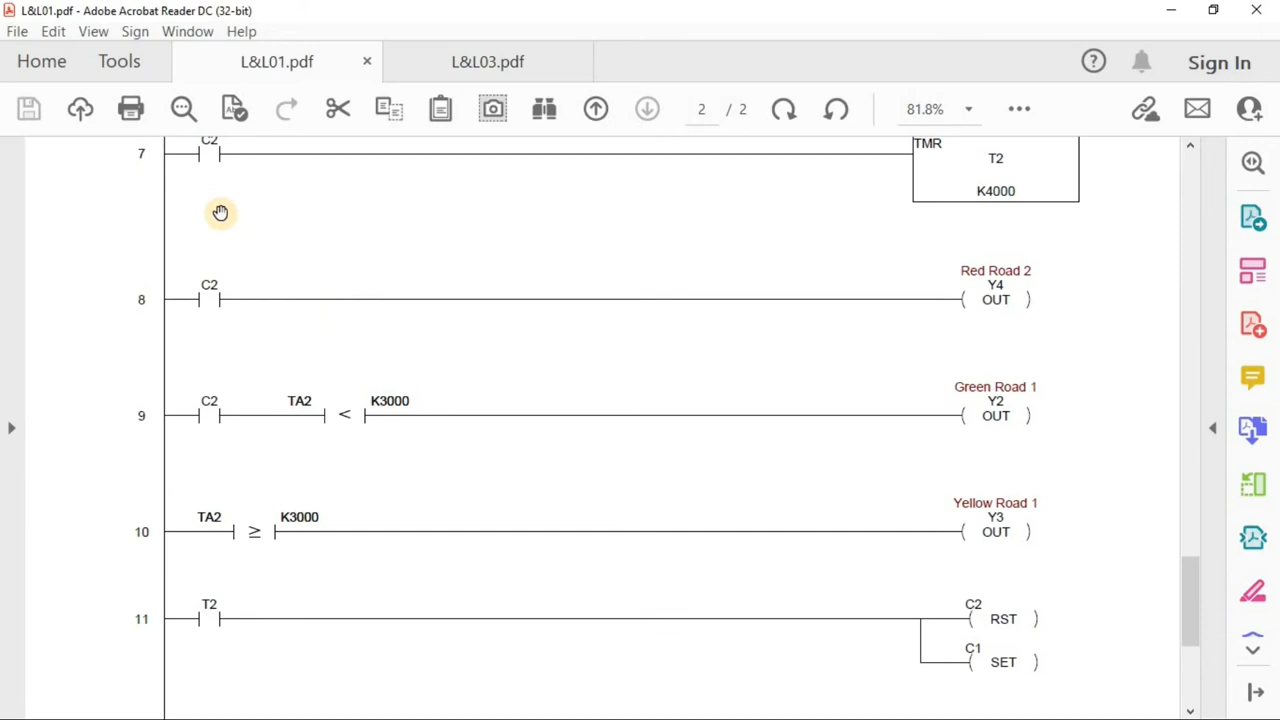 L&L01.pdf - Adobe Acrobat Reader DC (32-bit)
File Edit View Sign Window Help
Home Tools L&L01.pdf × L&L03.pdf Sign In
2 / 2 81.8%
C2 TMR
7 T2
K4000
Red Road 2
C2 Y4
8 ( OUT )
Green Road 1
C2 TA2 K3000 Y2
9 < ( OUT )
Yellow Road 1
TA2 K3000 Y3
10 ≥ ( OUT )
T2 C2
11 ( RST )
C1
( SET )